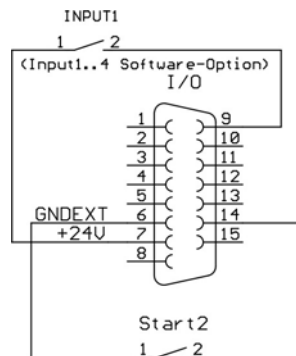 INPUT1
1 2
(Input1..4 Software-Option)
I/O
1 9
2 10
3 11
4 12
5 13
GNDEXT 6 14
+24V 7 15
8
Start2
1 2